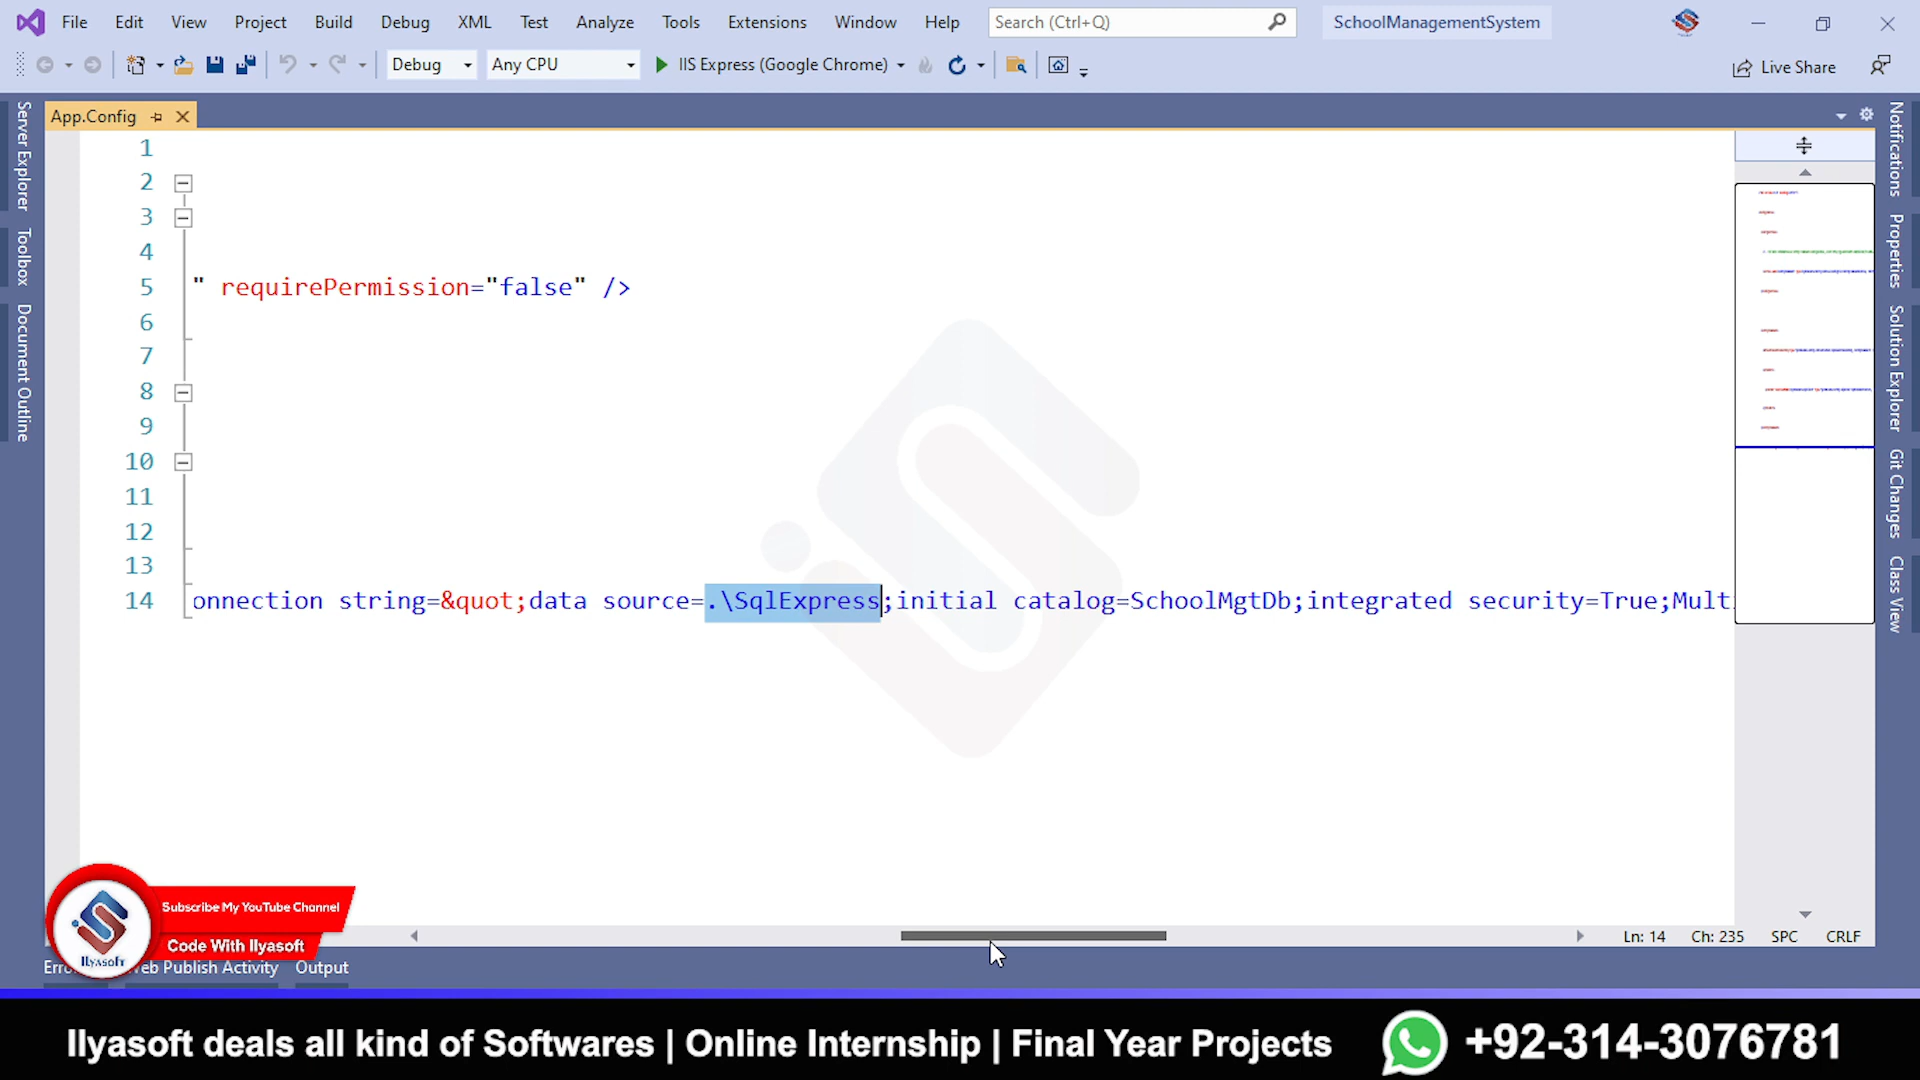 File Edit View Project Build Debug XML Test Analyze Tools Extensions Window Help Search (Ctrl+Q) SchoolManagementSystem
Debug Any CPU IIS Express (Google Chrome) Live Share
App.Config
Server Explorer
Toolbox
Document Outline
1
2
3
4
5 " requirePermission="false" />
6
7
8
9
10
11
12
13
14 onnection string=&quot;data source=.\SqlExpress;initial catalog=SchoolMgtDb;integrated security=True;Mult
Notifications
Properties
Solution Explorer
Git Changes
Class View
Ln: 14 Ch: 235 SPC CRLF
Subscribe My YouTube Channel
Code With Ilyasoft
Ilyasoft
Web Publish Activity Output
Ilyasoft deals all kind of Softwares | Online Internship | Final Year Projects +92-314-3076781